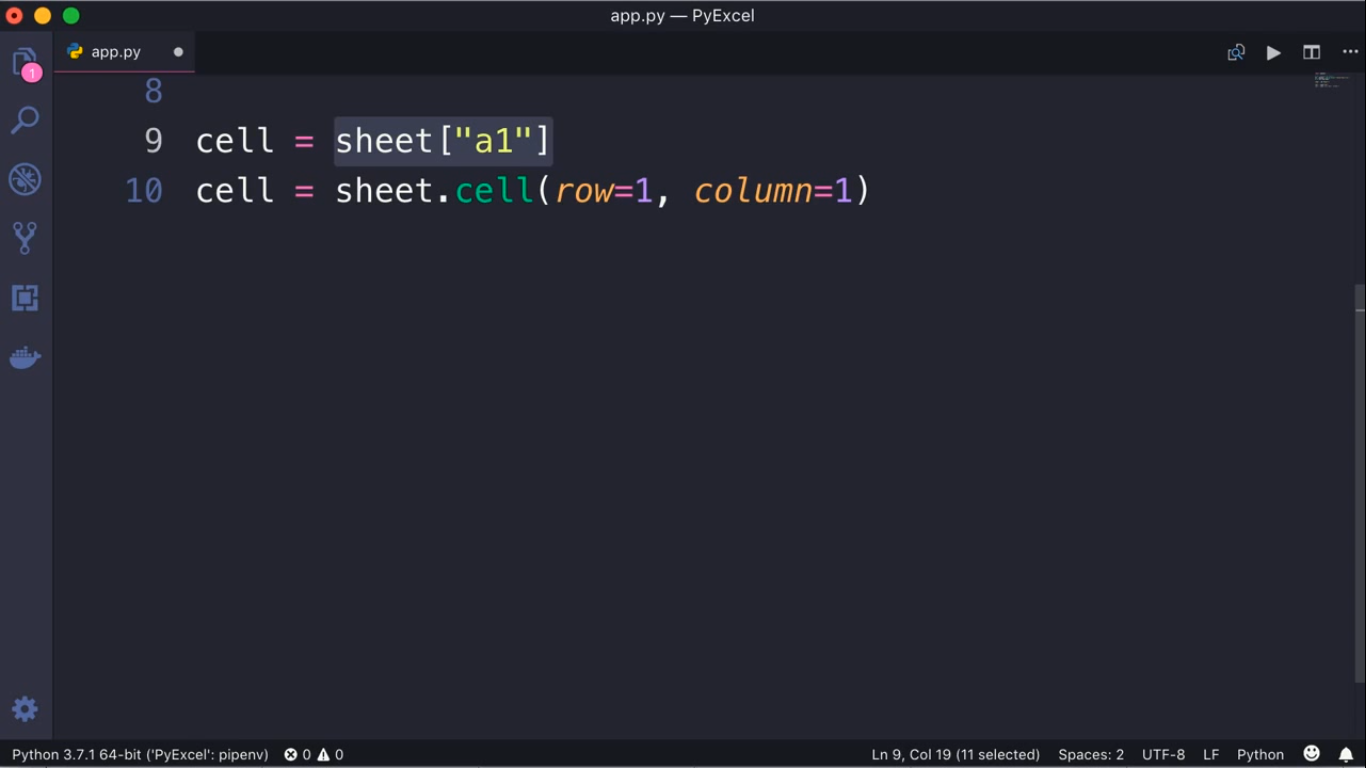 app.py — PyExcel
app.py
1
8
9 cell = sheet["a1"]
10 cell = sheet.cell(row=1, column=1)
Python 3.7.1 64-bit ('PyExcel': pipenv) 0 0 Ln 9, Col 19 (11 selected) Spaces: 2 UTF-8 LF Python